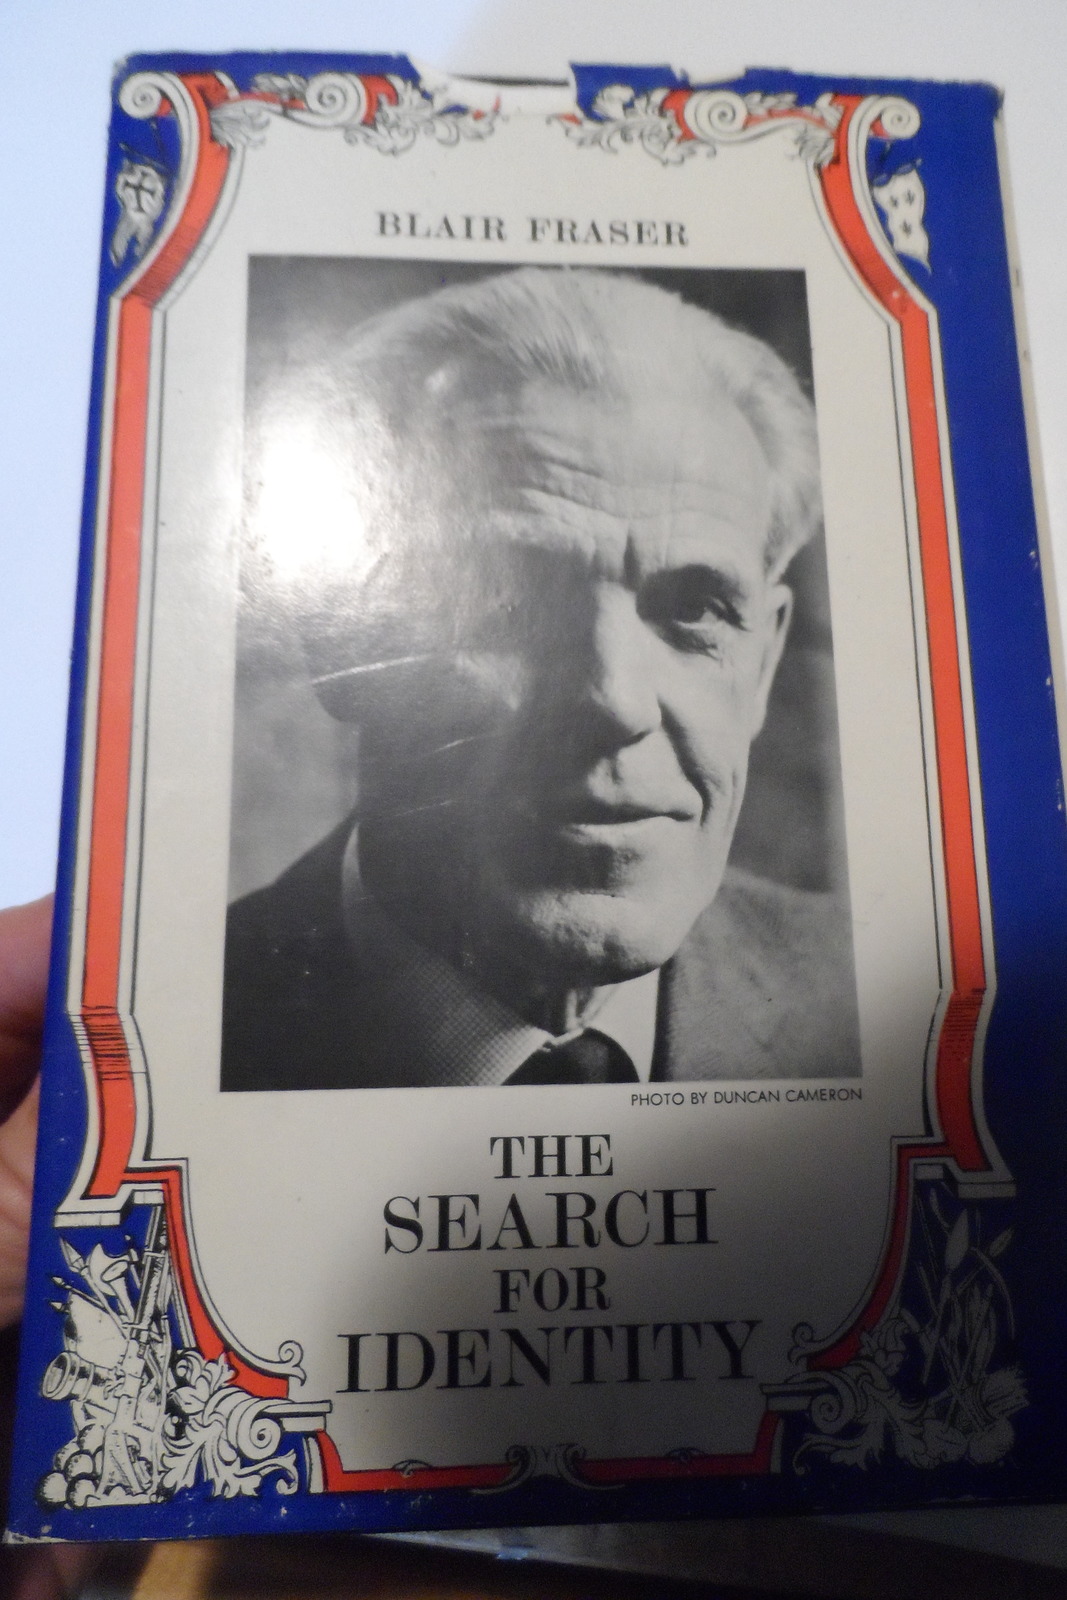 BLAIR FRASER
PHOTO BY DUNCAN CAMERON
THE
SEARCH
FOR
IDENTITY